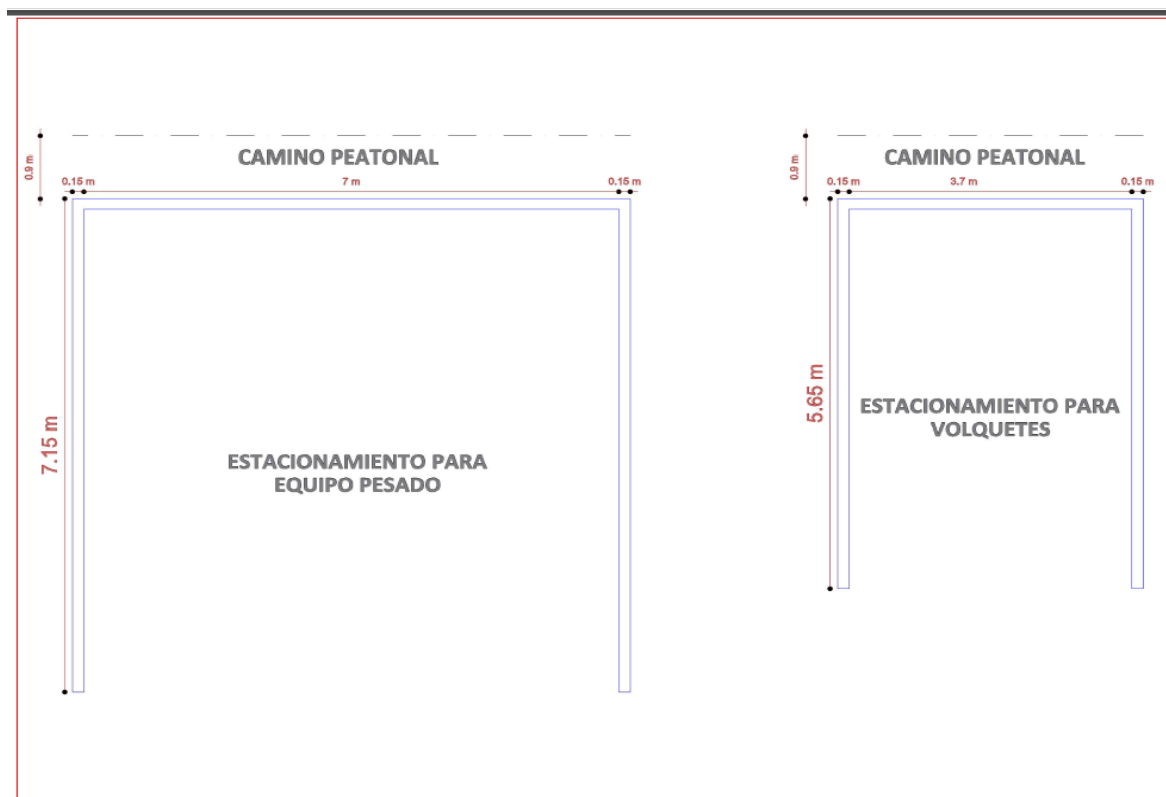 CAMINO PEATONAL
0.9 m
0.15 m
7 m
0.15 m
7.15 m
ESTACIONAMIENTO PARA
EQUIPO PESADO
CAMINO PEATONAL
0.9 m
0.15 m
3.7 m
0.15 m
5.65 m
ESTACIONAMIENTO PARA
VOLQUETES